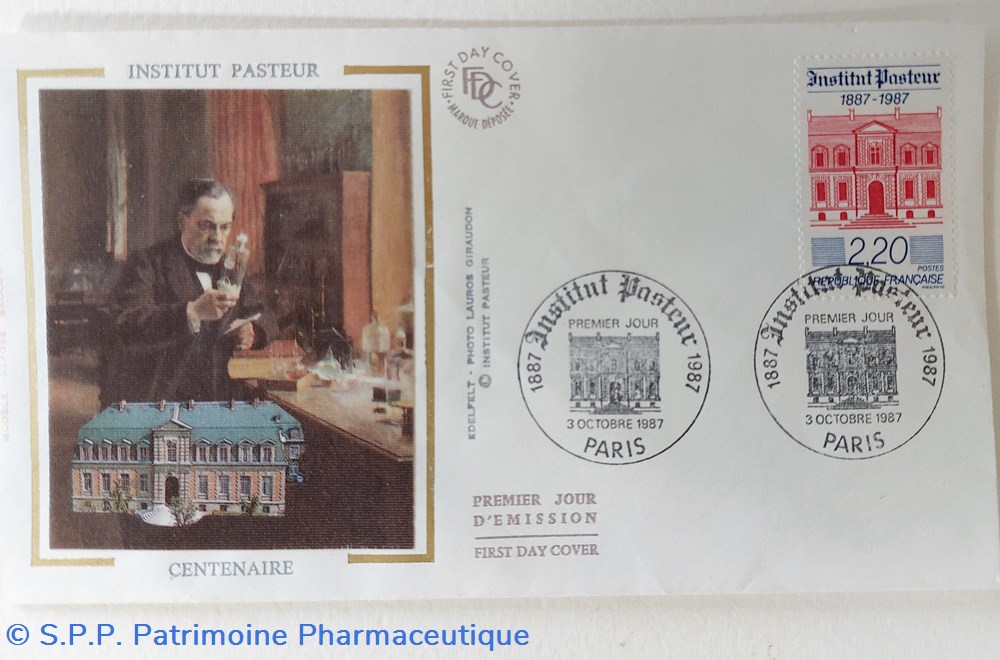 INSTITUT PASTEUR
CENTENAIRE
FIRST DAY COVER
FDC
MARQUE DÉPOSÉE
EDELFELT - PHOTO LAUROS GIRAUDON
© INSTITUT PASTEUR
PREMIER JOUR
D'EMISSION
FIRST DAY COVER
Institut Pasteur
1887-1987
2,20
POSTES
RÉPUBLIQUE FRANÇAISE
Institut Pasteur
1887 1987
PREMIER JOUR
3 OCTOBRE 1987
PARIS
Institut Pasteur
1887 1987
PREMIER JOUR
3 OCTOBRE 1987
PARIS
© S.P.P. Patrimoine Pharmaceutique